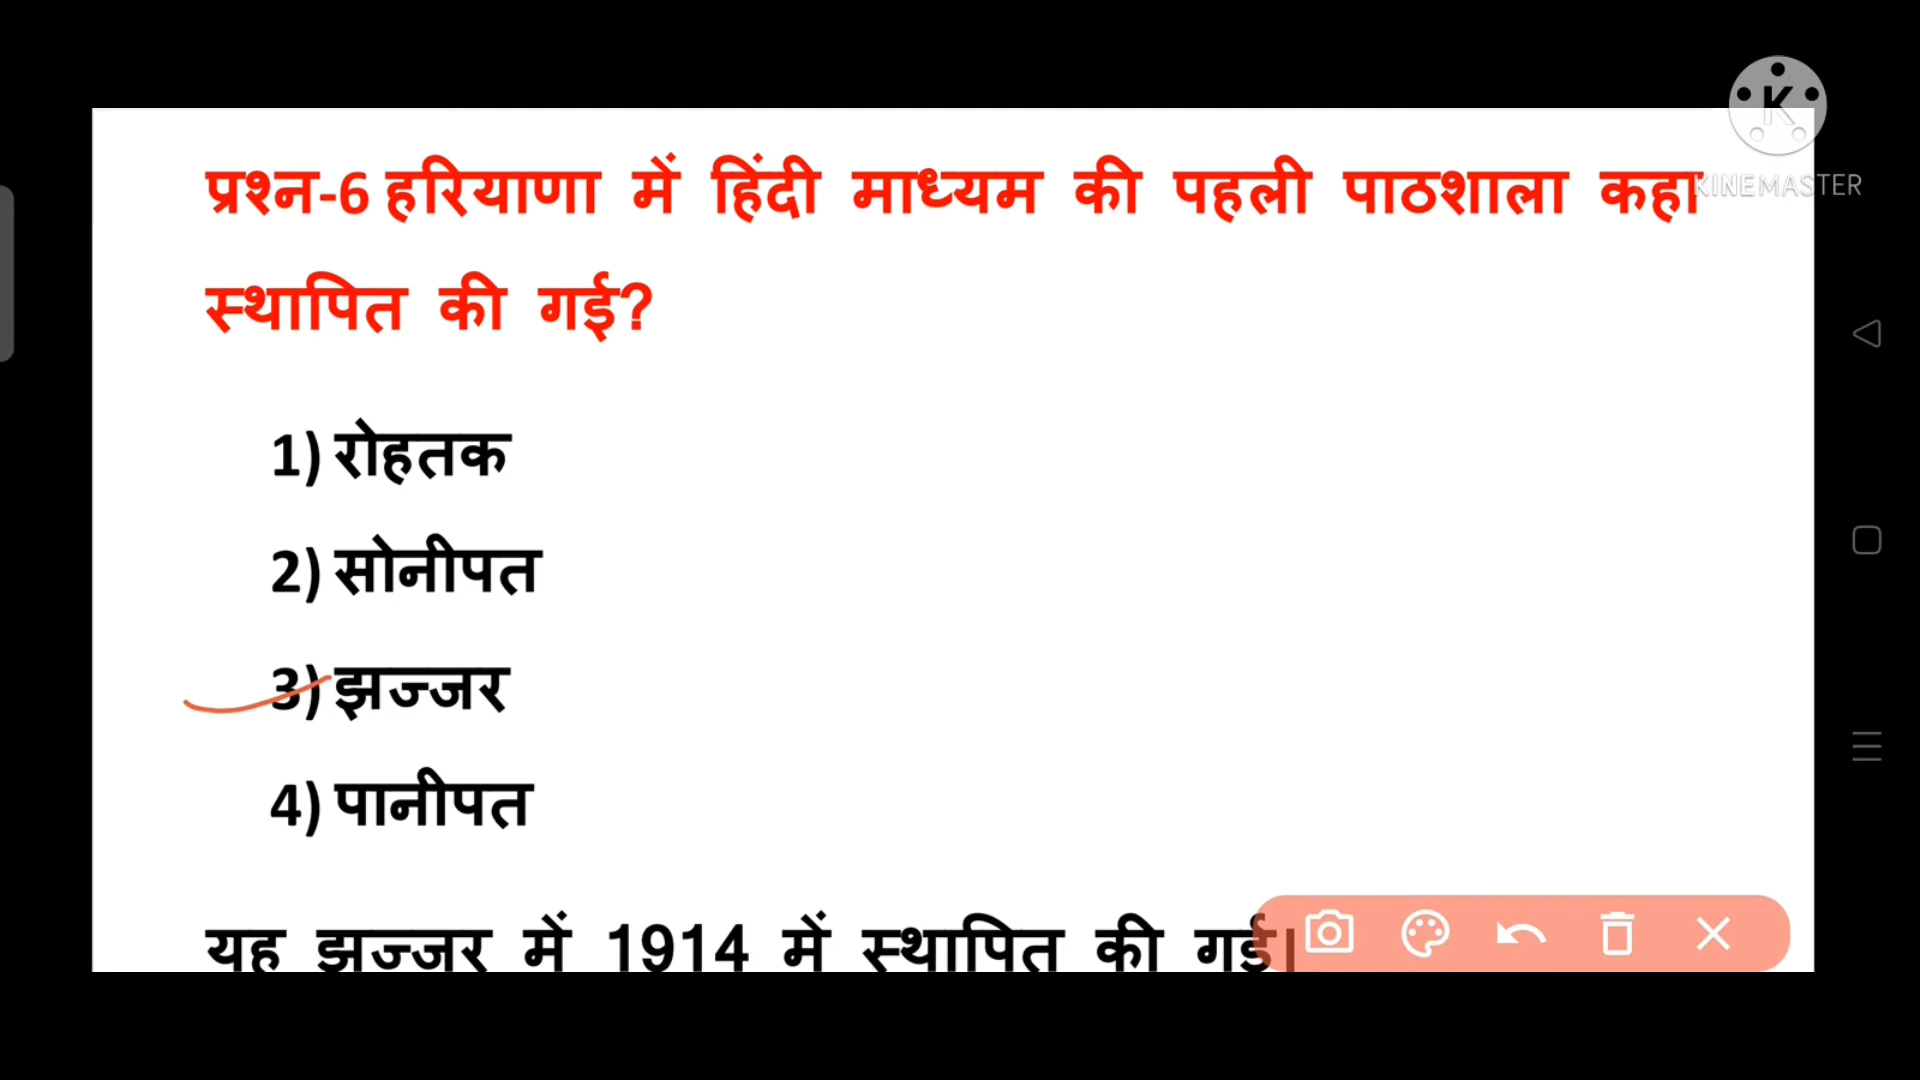 K
KINEMASTER
प्रश्न-6 हरियाणा में हिंदी माध्यम की पहली पाठशाला कहा
स्थापित की गई?
1) रोहतक
2) सोनीपत
3) झज्जर
4) पानीपत
यह झज्जर में 1914 में स्थापित की गई।